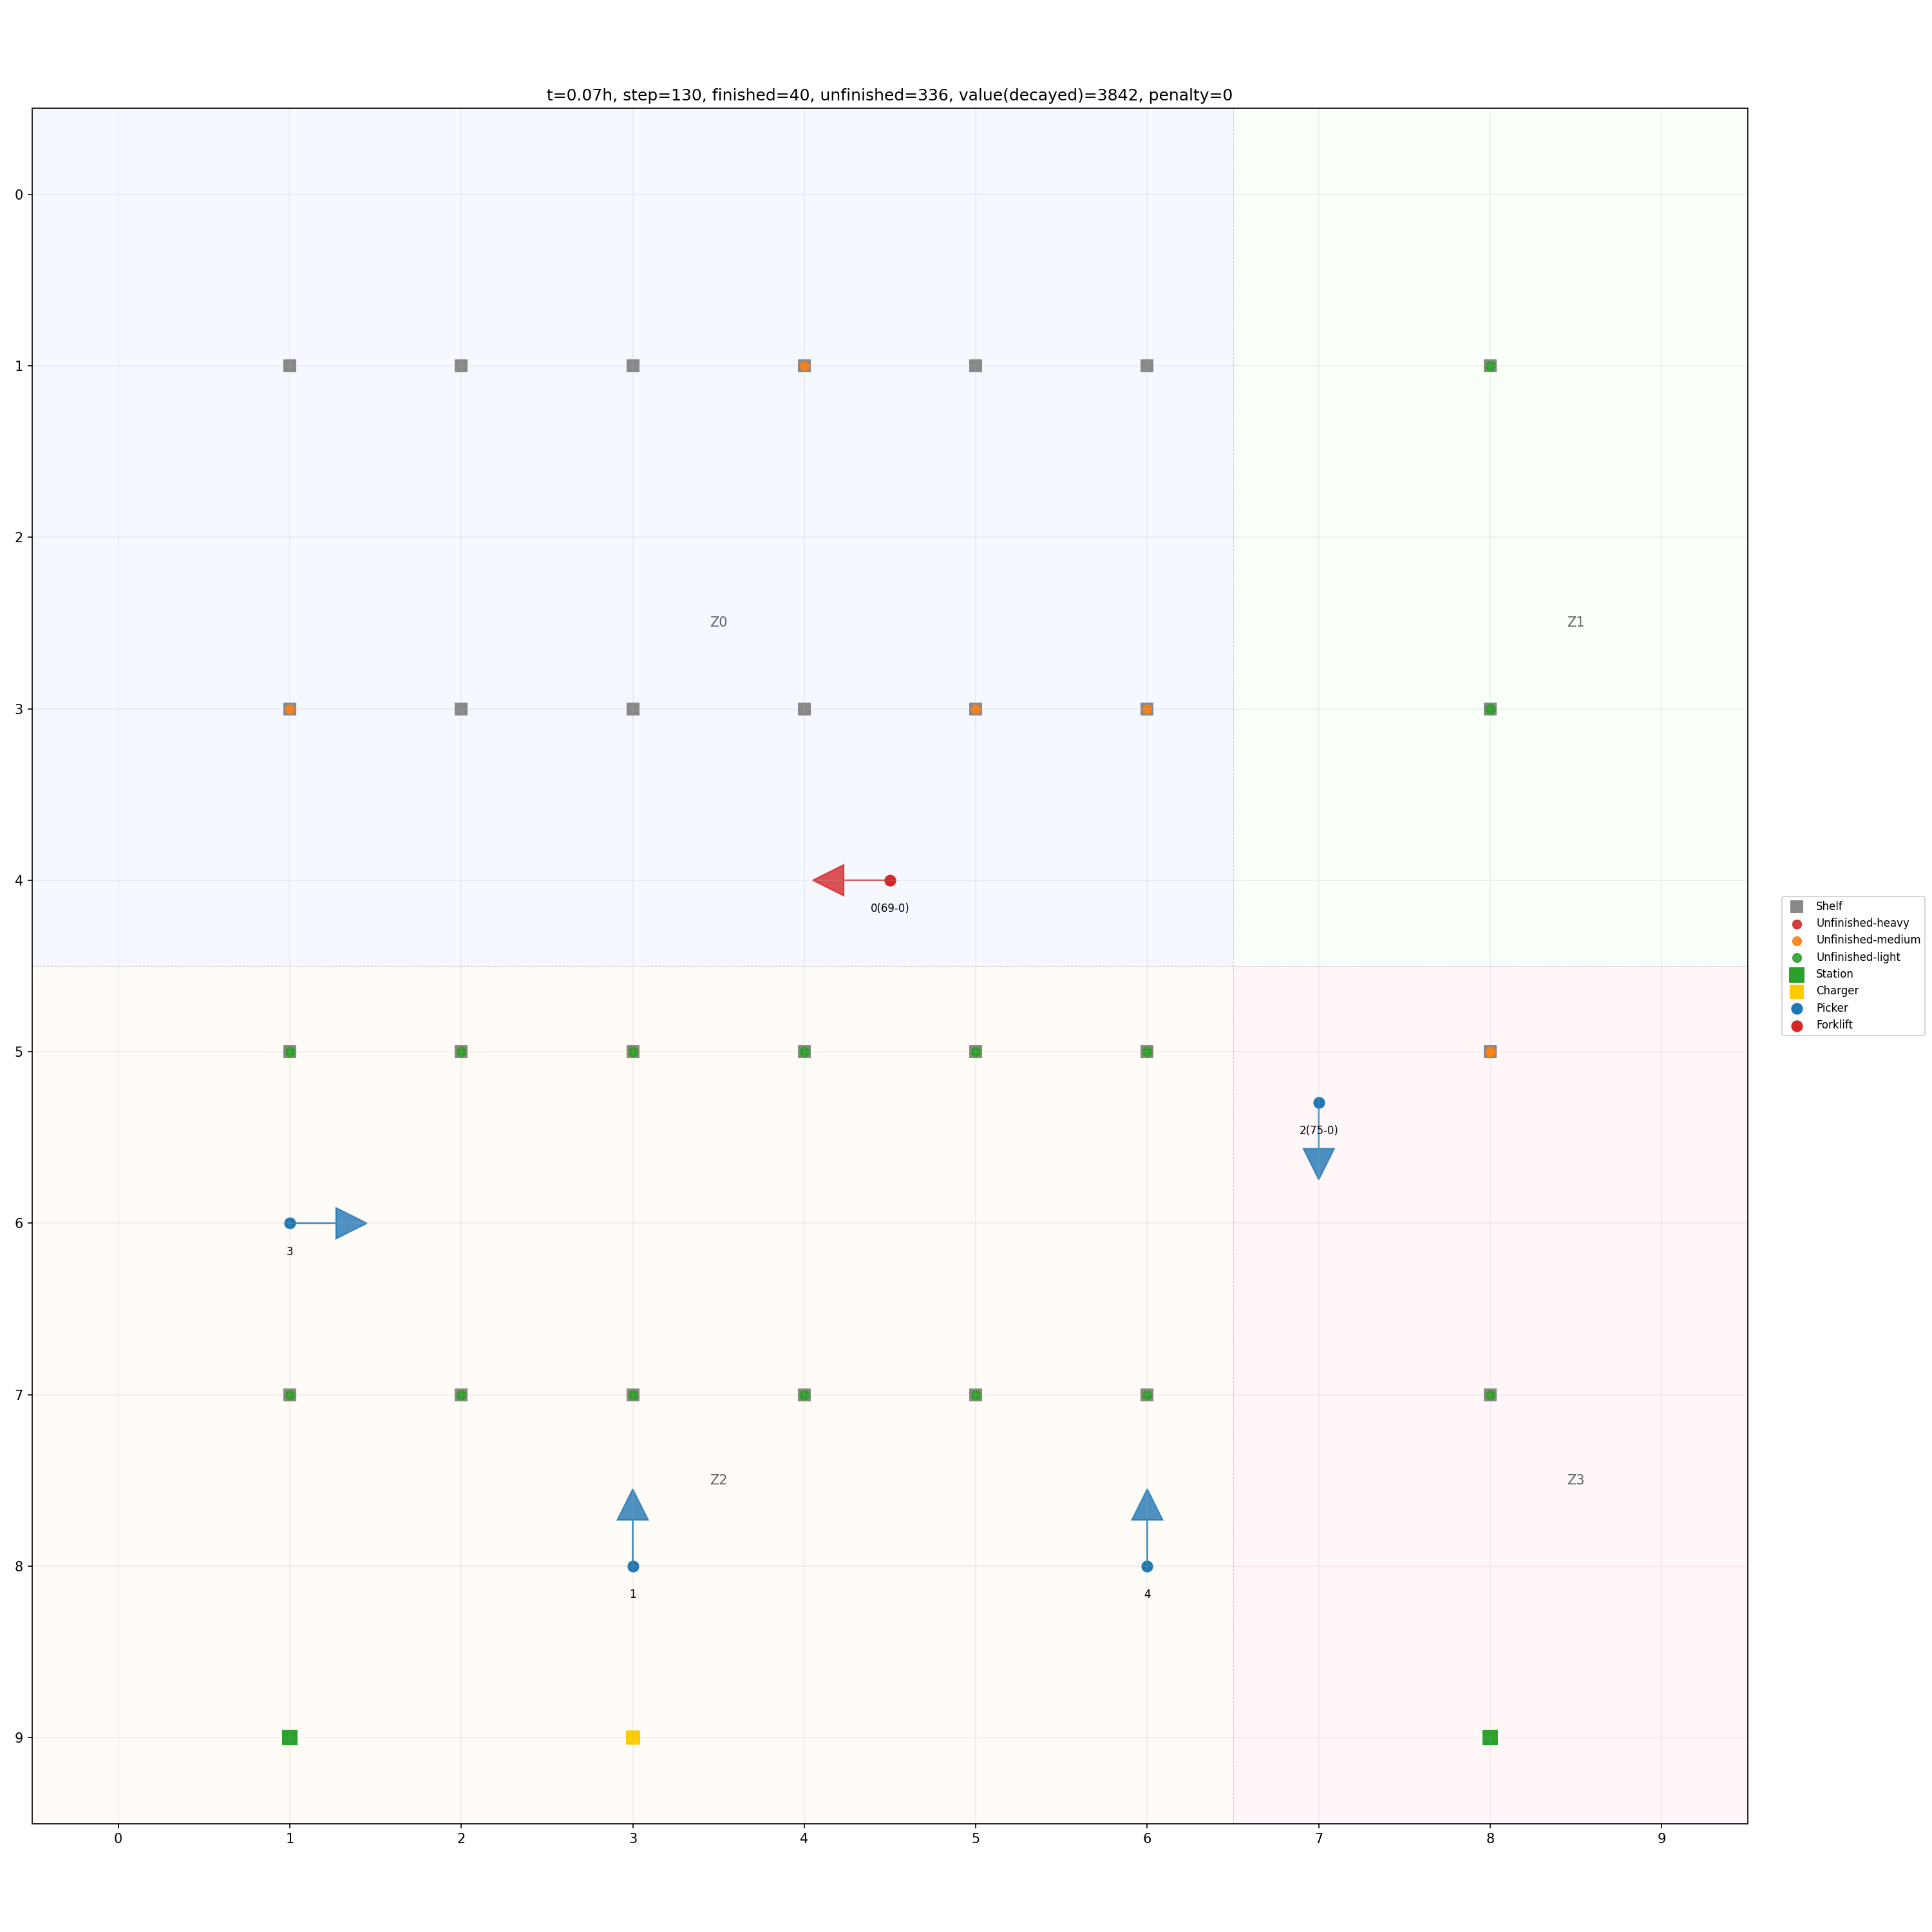 t=0.07h, step=130, finished=40, unfinished=336, value(decayed)=3842, penalty=0
0
1
2
Z0
Z1
3
4
0(69-0)
Shelf
Unfinished-heavy
Unfinished-medium
Unfinished-light
Station
Charger
Picker
Forklift
5
2(75-0)
6
3
7
Z2
Z3
8
1
4
9
0 1 2 3 4 5 6 7 8 9